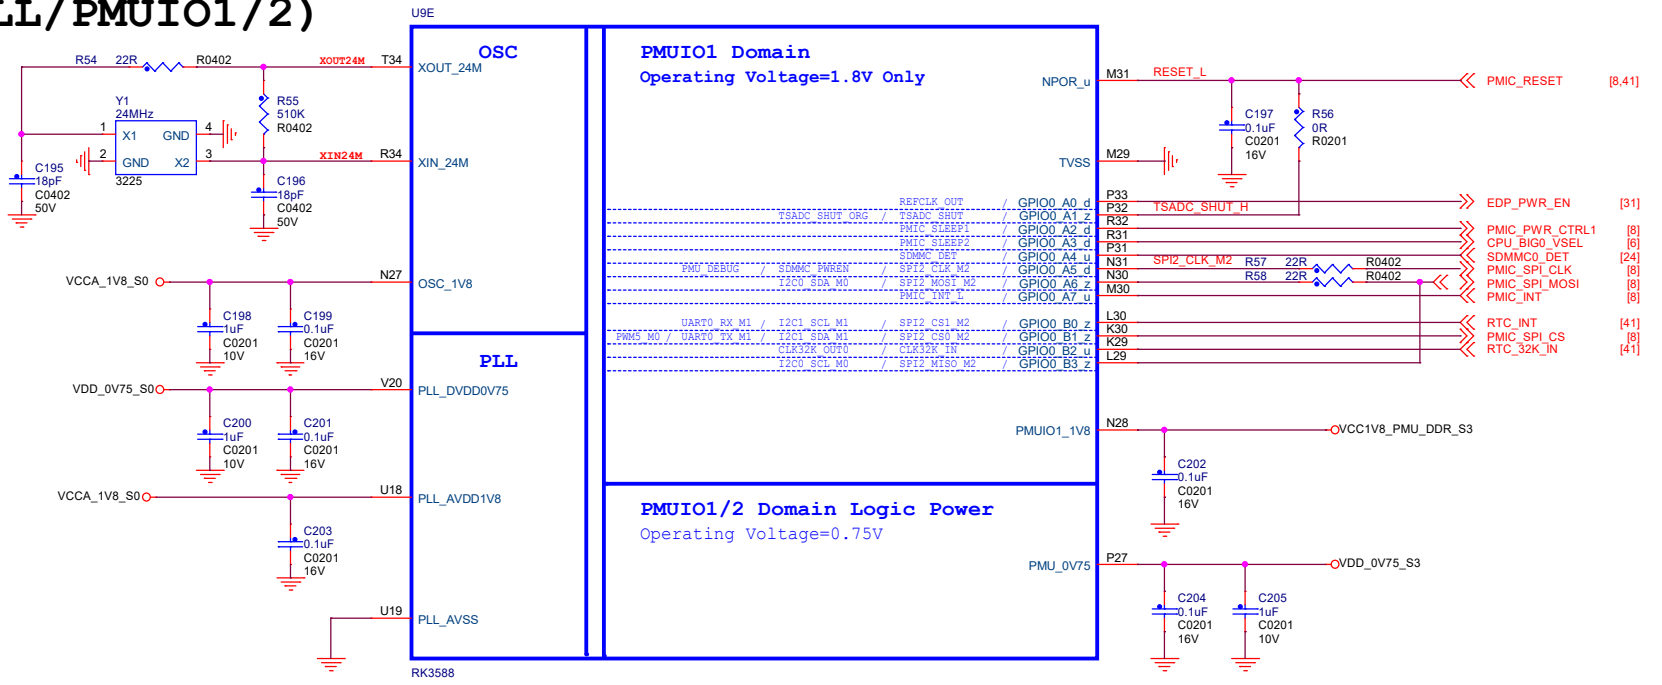 LL/PMUIO1/2)
U9E
R54 22R R0402 XOUT24M T34 XOUT_24M
OSC
R55
510K
R0402
Y1
24MHz
1 X1 GND 4
2 GND X2 3
3225
XIN24M R34 XIN_24M
C195
18pF
C0402
50V
C196
18pF
C0402
50V
VCCA_1V8_S0 N27 OSC_1V8
C198
1uF
C0201
10V
C199
0.1uF
C0201
16V
PLL
VDD_0V75_S0 V20 PLL_DVDD0V75
C200
1uF
C0201
10V
C201
0.1uF
C0201
16V
VCCA_1V8_S0 U18 PLL_AVDD1V8
C203
0.1uF
C0201
16V
U19 PLL_AVSS
RK3588
PMUIO1 Domain
Operating Voltage=1.8V Only
NPOR_u M31 RESET_L PMIC_RESET [8,41]
C197
0.1uF
C0201
16V
R56
0R
R0201
TVSS M29
REFCLK_OUT / GPIO0_A0_d P33 EDP_PWR_EN [31]
TSADC_SHUT_ORG / TSADC_SHUT / GPIO0_A1_z P32 TSADC_SHUT_H
PMIC_SLEEP1 / GPIO0_A2_d R32 PMIC_PWR_CTRL1 [8]
PMIC_SLEEP2 / GPIO0_A3_d R31 CPU_BIG0_VSEL [6]
SDMMC_DET / GPIO0_A4_u P31 SDMMC0_DET [24]
PMU_DEBUG / SDMMC_PWREN / SPI2_CLK_M2 / GPIO0_A5_d N31 SPI2_CLK_M2 R57 22R R0402 PMIC_SPI_CLK [8]
I2C0_SDA_M0 / SPI2_MOSI_M2 / GPIO0_A6_z N30 R58 22R R0402 PMIC_SPI_MOSI [8]
PMIC_INT_L / GPIO0_A7_u M30 PMIC_INT [8]
UART0_RX_M1 / I2C1_SCL_M1 / SPI2_CS1_M2 / GPIO0_B0_z L30 RTC_INT [41]
PWM5_M0 / UART0_TX_M1 / I2C1_SDA_M1 / SPI2_CS0_M2 / GPIO0_B1_z K30 PMIC_SPI_CS [8]
CLK32K_OUT0 / CLK32K_IN / GPIO0_B2_u K29 RTC_32K_IN [41]
I2C0_SCL_M0 / SPI2_MISO_M2 / GPIO0_B3_z L29
PMUIO1_1V8 N28 VCC1V8_PMU_DDR_S3
C202
0.1uF
C0201
16V
PMUIO1/2 Domain Logic Power
Operating Voltage=0.75V
PMU_0V75 P27 VDD_0V75_S3
C204
0.1uF
C0201
16V
C205
1uF
C0201
10V